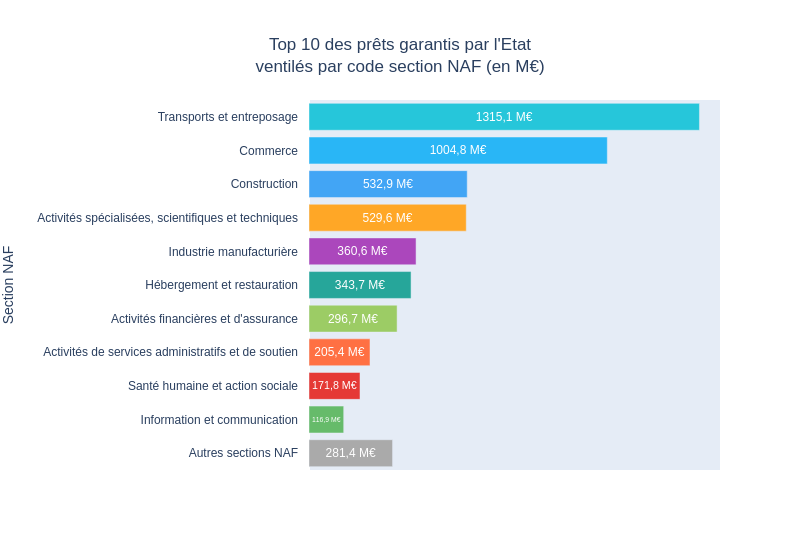 Top 10 des prêts garantis par l'Etat
ventilés par code section NAF (en M€)
Section NAF
Transports et entreposage 1315,1 M€
Commerce 1004,8 M€
Construction 532,9 M€
Activités spécialisées, scientifiques et techniques 529,6 M€
Industrie manufacturière 360,6 M€
Hébergement et restauration 343,7 M€
Activités financières et d'assurance 296,7 M€
Activités de services administratifs et de soutien 205,4 M€
Santé humaine et action sociale 171,8 M€
Information et communication 116,9 M€
Autres sections NAF 281,4 M€